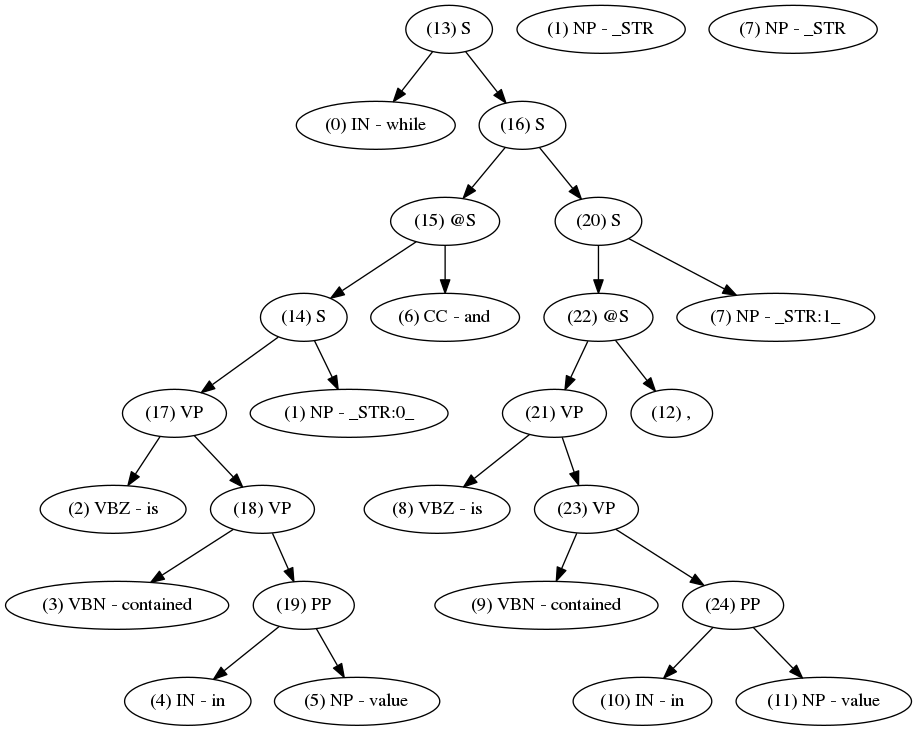 (13) S
(1) NP - _STR
(7) NP - _STR
(0) IN - while
(16) S
(15) @S
(20) S
(14) S
(6) CC - and
(22) @S
(7) NP - _STR:1_
(17) VP
(1) NP - _STR:0_
(21) VP
(12) ,
(2) VBZ - is
(18) VP
(8) VBZ - is
(23) VP
(3) VBN - contained
(19) PP
(9) VBN - contained
(24) PP
(4) IN - in
(5) NP - value
(10) IN - in
(11) NP - value